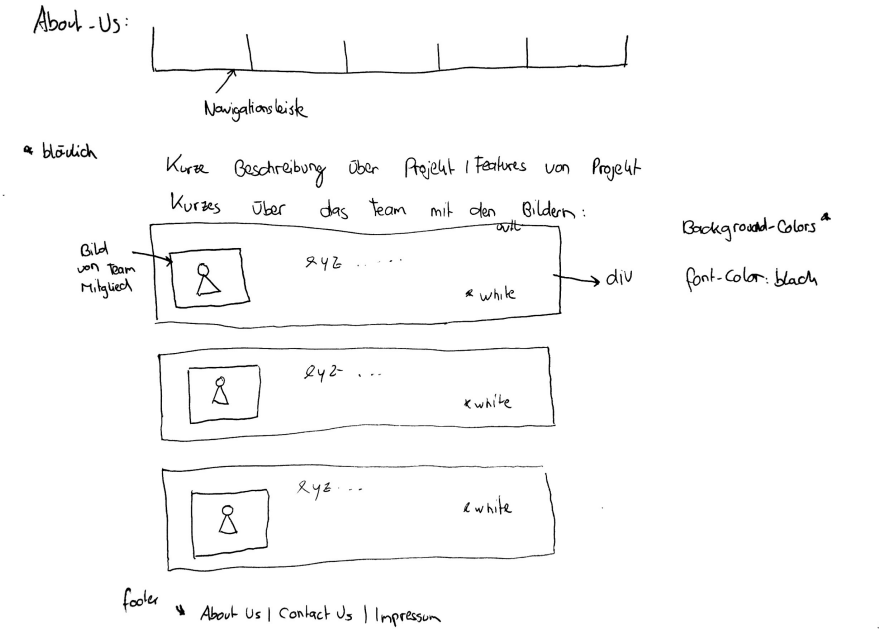 About-Us:
Navigationsleiste
* bläulich
Kurze Beschreibung über Projekt / Features von Projekt
Kurzes über das Team mit den Bildern:
Background-Colors*
Bild
von Team
Mitglied
xyz .....
* white
div
font-color: black
xyz ...
* white
xyz ...
* white
footer
* About Us | Contact Us | Impressum